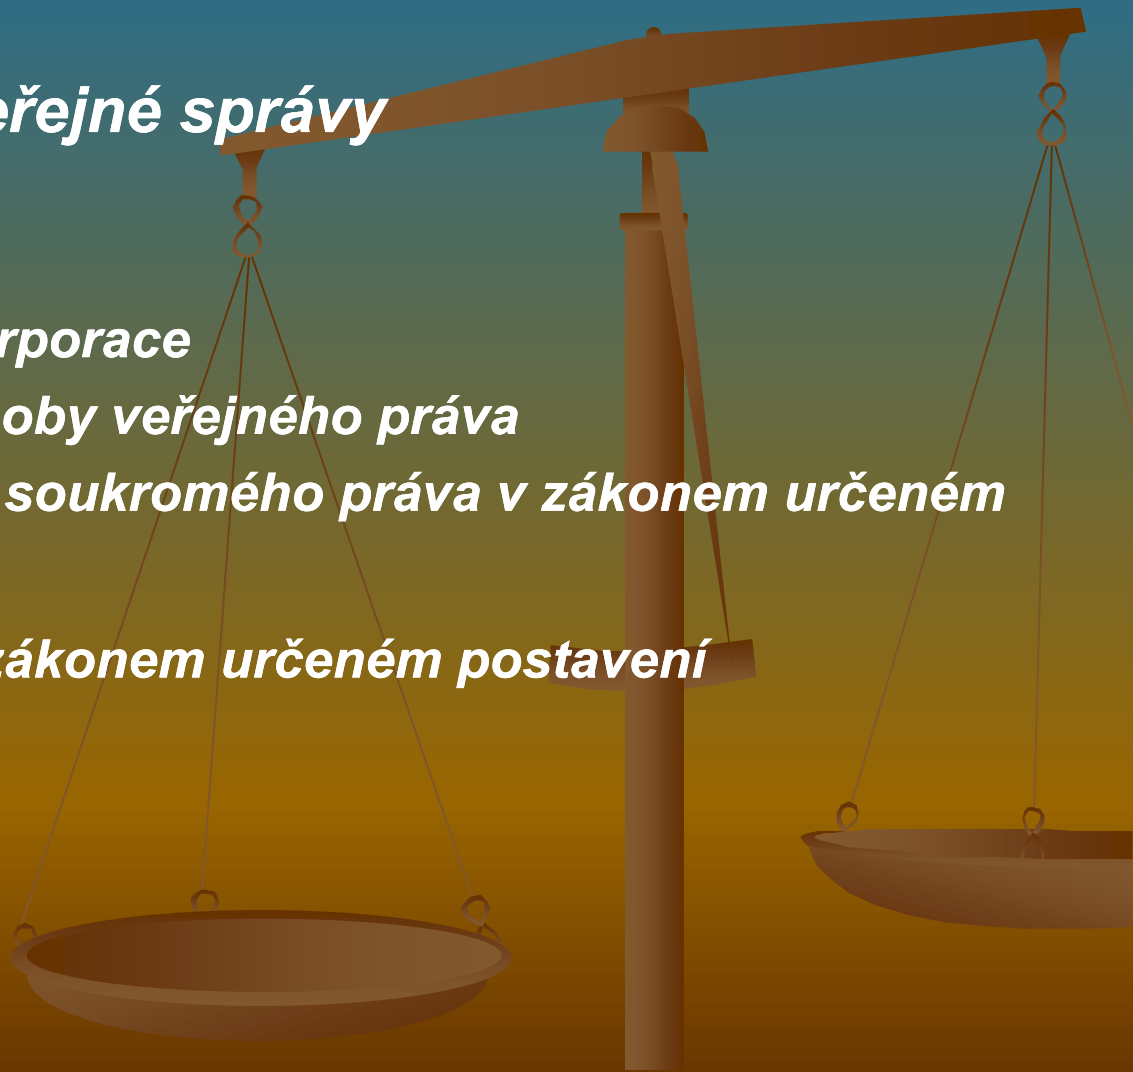 eřejné správy
rporace
oby veřejného práva
soukromého práva v zákonem určeném
zákonem určeném postavení